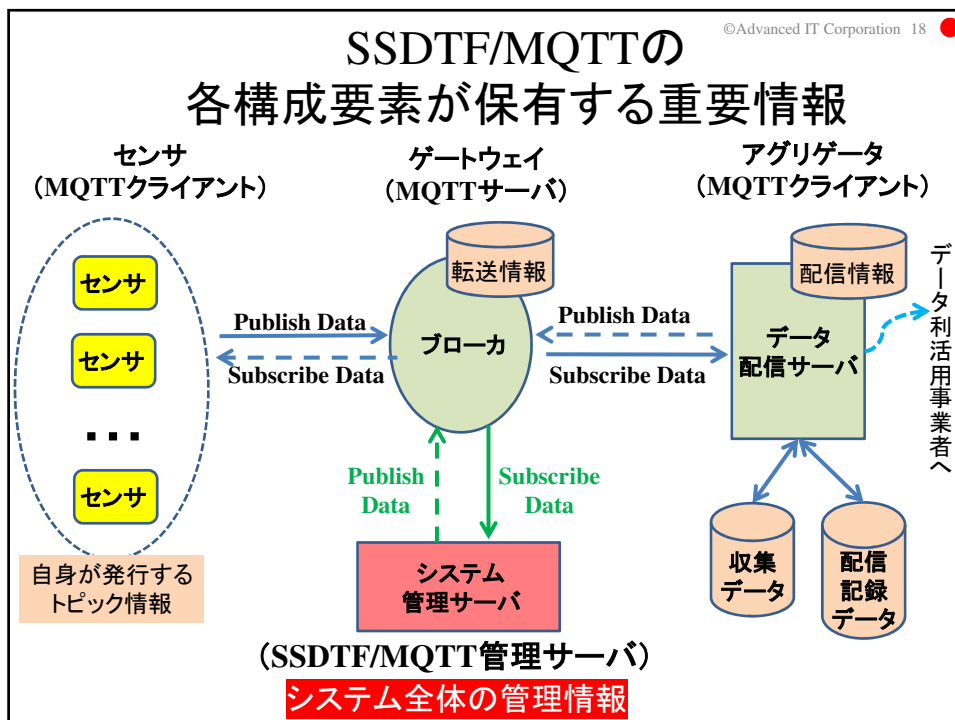 ©Advanced IT Corporation 18
SSDTF/MQTTの
各構成要素が保有する重要情報
センサ
（MQTTクライアント）
ゲートウェイ
（MQTTサーバ）
アグリゲータ
（MQTTクライアント）
センサ
センサ
...
センサ
自身が発行する
トピック情報
Publish Data
Subscribe Data
転送情報
ブローカ
Publish Data
Subscribe Data
配信情報
データ
配信サーバ
データ利活用事業者へ
Publish
Data
Subscribe
Data
システム
管理サーバ
（SSDTF/MQTT管理サーバ）
システム全体の管理情報
収集
データ
配信
記録
データ